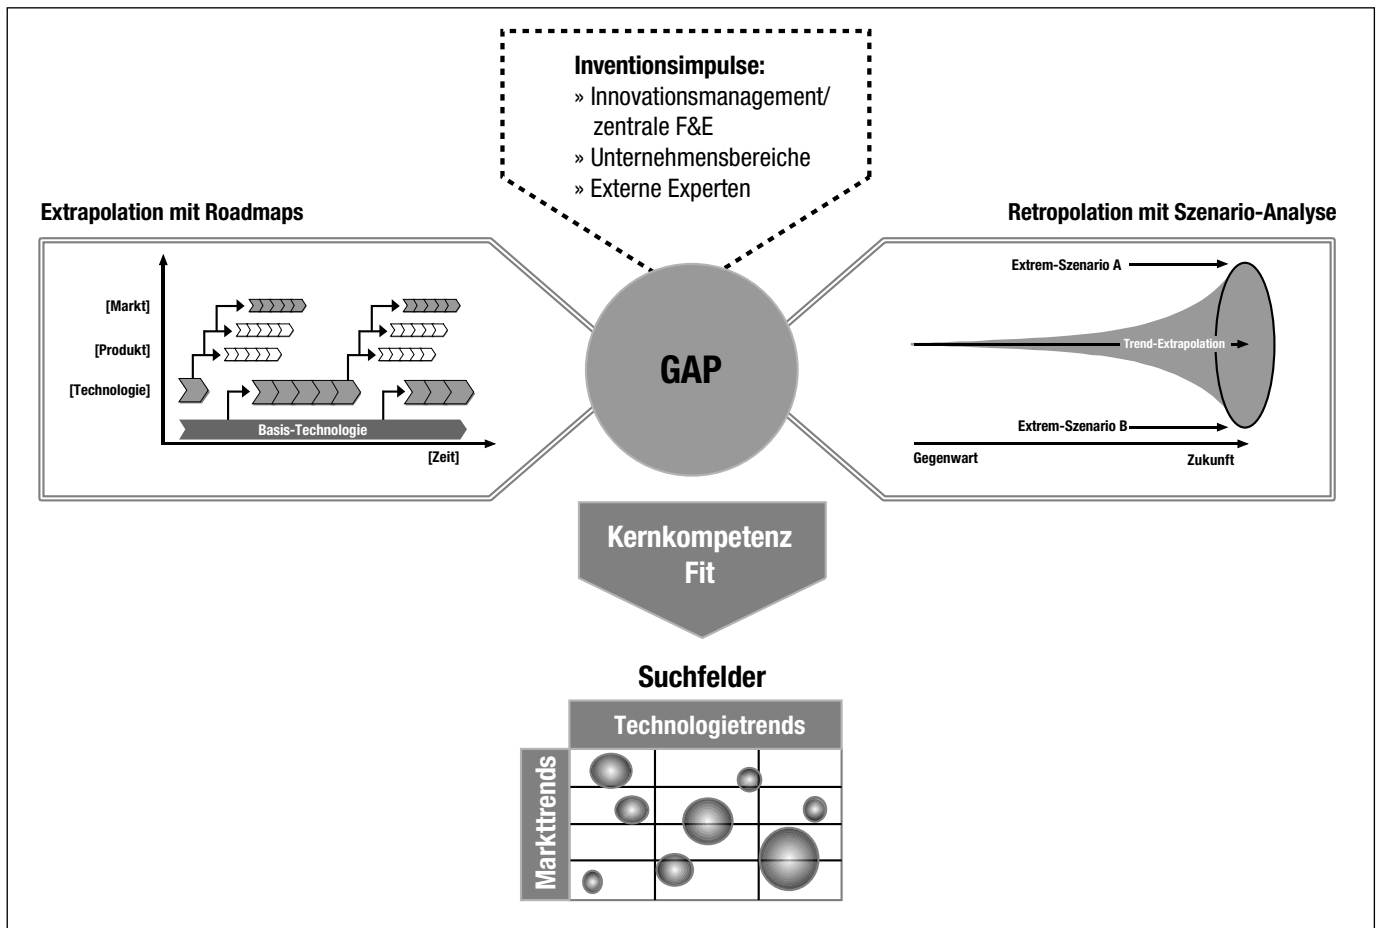 Inventionsimpulse:
» Innovationsmanagement/
zentrale F&E
» Unternehmensbereiche
» Externe Experten
Extrapolation mit Roadmaps
[Markt]
[Produkt]
[Technologie]
Basis-Technologie
[Zeit]
GAP
Retropolation mit Szenario-Analyse
Extrem-Szenario A
Trend-Extrapolation
Extrem-Szenario B
Gegenwart
Zukunft
Kernkompetenz
Fit
Suchfelder
Technologietrends
Markttrends